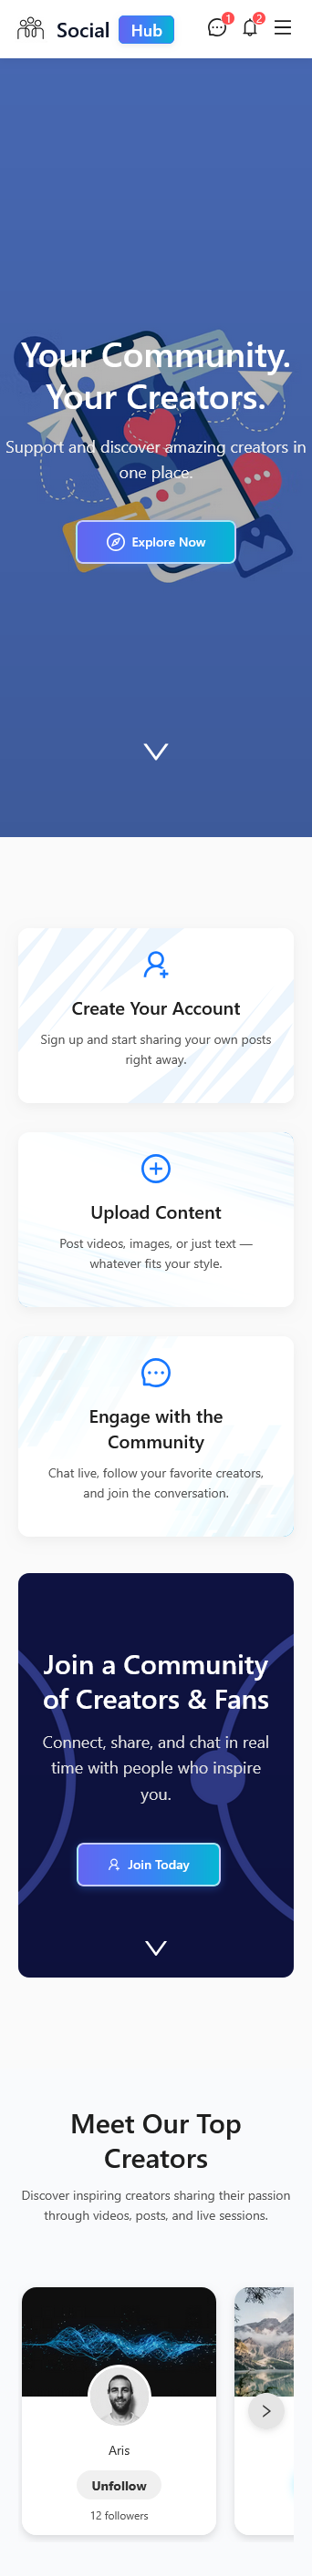 Social Hub
1
2
Your Community.
Your Creators.
Support and discover amazing creators in
one place.
Explore Now
Create Your Account
Sign up and start sharing your own posts
right away.
Upload Content
Post videos, images, or just text —
whatever fits your style.
Engage with the
Community
Chat live, follow your favorite creators,
and join the conversation.
Join a Community
of Creators & Fans
Connect, share, and chat in real
time with people who inspire
you.
Join Today
Meet Our Top
Creators
Discover inspiring creators sharing their passion
through videos, posts, and live sessions.
Aris
Unfollow
12 followers